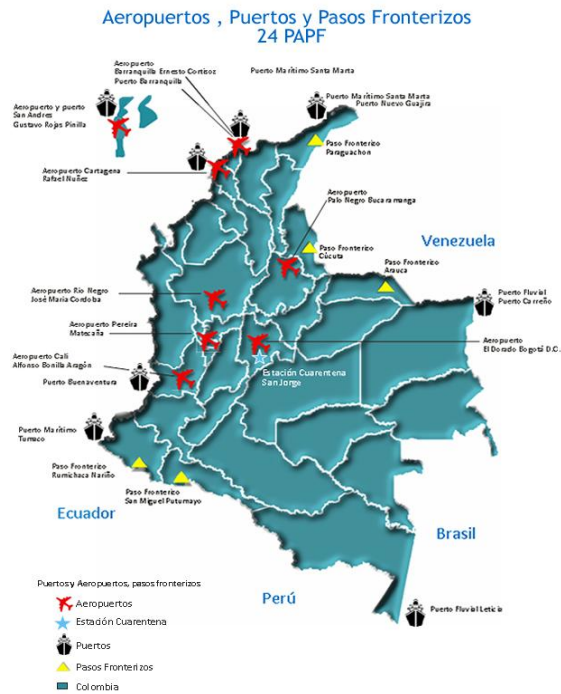 Aeropuertos , Puertos y Pasos Fronterizos
24 PAPF
Aeropuerto
Barranquilla Ernesto Cortisoz
Puerto Barranquilla
Puerto Marítimo Santa Marta
Aeropuerto y puerto
San Andres
Gustavo Rojas Pinilla
Puerto Marítimo Santa Marta
Puerto Nuevo Guajira
Paso Fronterizo
Paraguachon
Aeropuerto Cartagena
Rafael Nuñez
Aeropuerto
Palo Negro Bucaramanga
Venezuela
Paso Fronterizo
Cúcuta
Paso Fronterizo
Arauca
Aeropuerto Rio Negro
José Maria Cordoba
Puerto Fluvial
Puerto Carreño
Aeropuerto Pereira
Matecaña
Aeropuerto
El Dorado Bogotá D.C.
Aeropuerto Cali
Alfonso Bonilla Aragón
Estación Cuarentena
San Jorge
Puerto Buenaventura
Puerto Marítimo
Tumaco
Paso Fronterizo
Rumichaca Nariño
Paso Fronterizo
San Miguel Putumayo
Ecuador
Brasil
Perú
Puerto Fluvial Leticia
Puertos y Aeropuertos, pasos fronterizos
Aeropuertos
Estación Cuarentena
Puertos
Pasos Fronterizos
Colombia